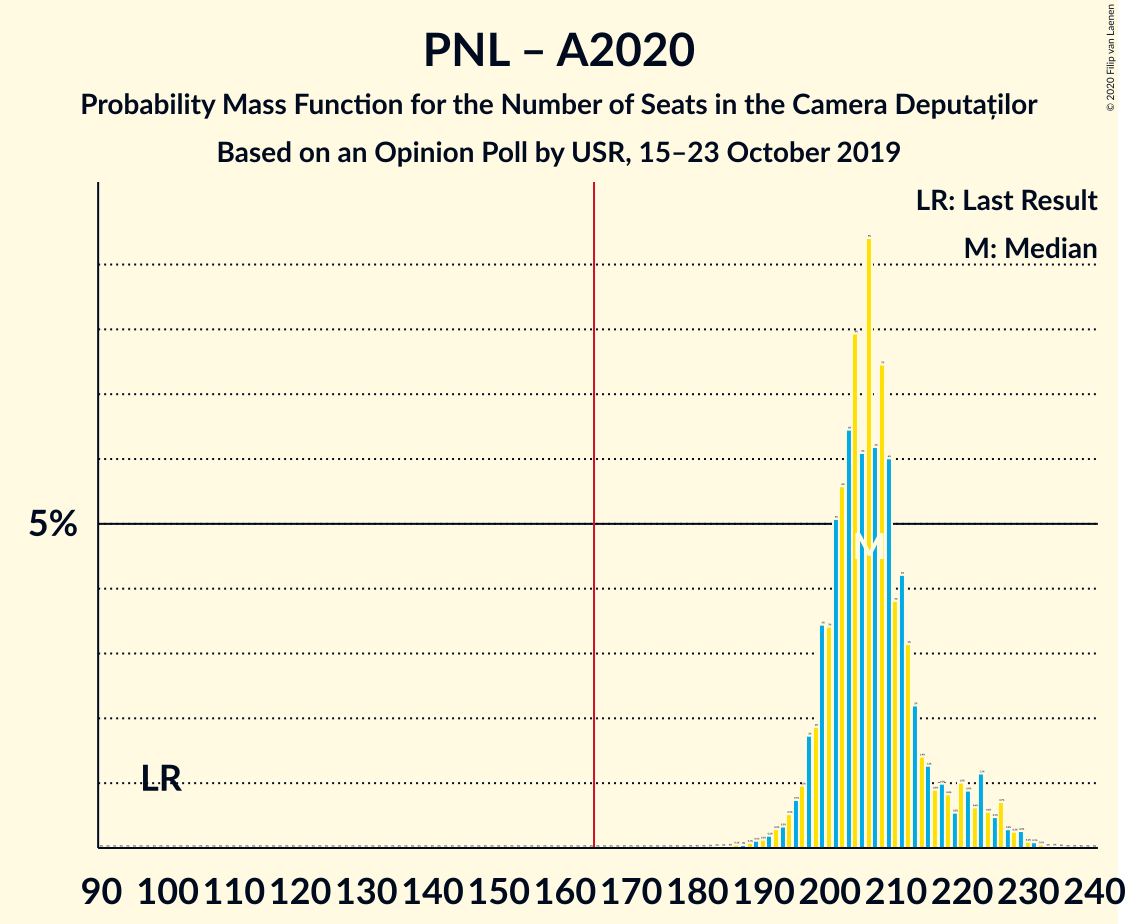 PNL – A2020
Probability Mass Function for the Number of Seats in the Camera Deputaților
Based on an Opinion Poll by USR, 15–23 October 2019
© 2020 Filip van Laenen
LR: Last Result
M: Median
5%
M
LR
90 100 110 120 130 140 150 160 170 180 190 200 210 220 230 240